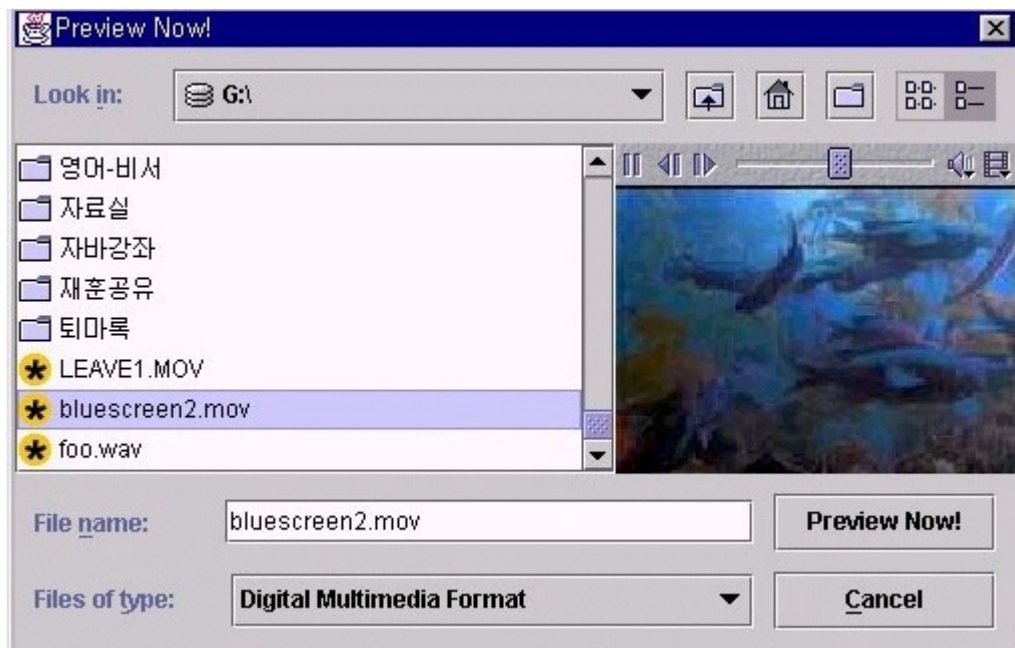 Preview Now!
Look in:
G:\
영어-비서
자료실
자바강좌
재훈공유
퇴마록
LEAVE1.MOV
bluescreen2.mov
foo.wav
File name:
bluescreen2.mov
Preview Now!
Files of type:
Digital Multimedia Format
Cancel